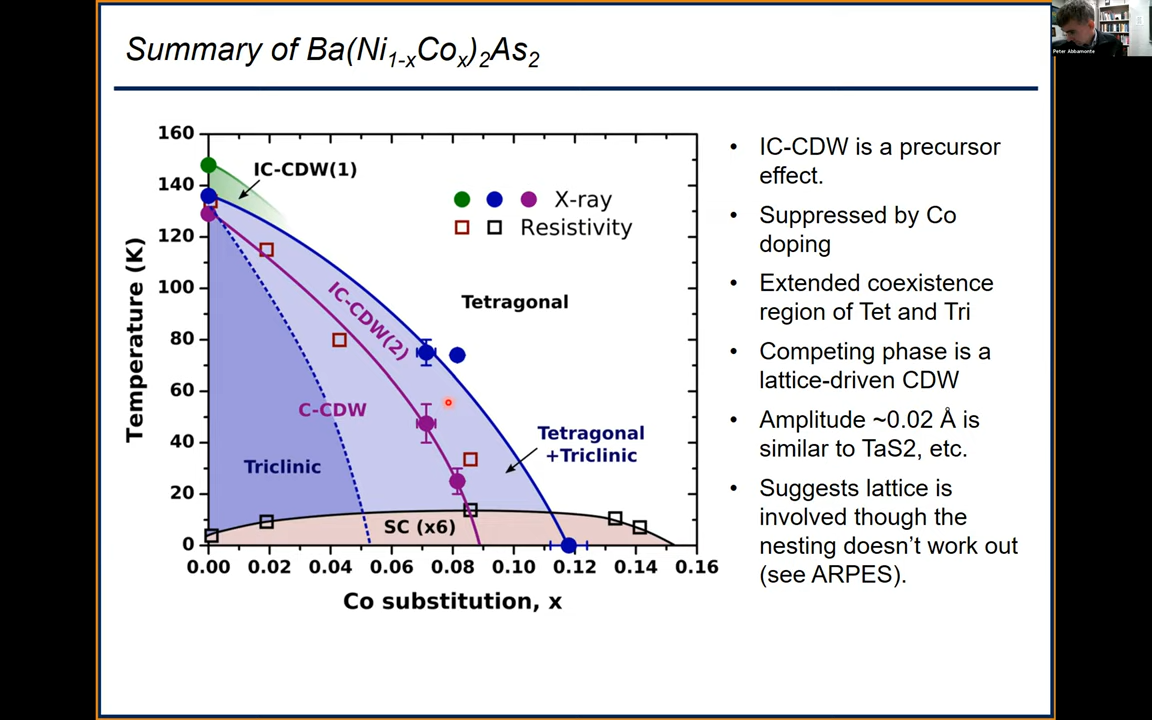 Summary of Ba(Ni1-xCox)2As2
Peter Abbamonte
160
140
120
100
80
60
40
20
0
Temperature (K)
IC-CDW(1)
X-ray
Resistivity
IC-CDW(2)
Tetragonal
C-CDW
Triclinic
Tetragonal
+Triclinic
SC (x6)
0.00 0.02 0.04 0.06 0.08 0.10 0.12 0.14 0.16
Co substitution, x
• IC-CDW is a precursor
effect.
• Suppressed by Co
doping
• Extended coexistence
region of Tet and Tri
• Competing phase is a
lattice-driven CDW
• Amplitude ~0.02 Å is
similar to TaS2, etc.
• Suggests lattice is
involved though the
nesting doesn’t work out
(see ARPES).